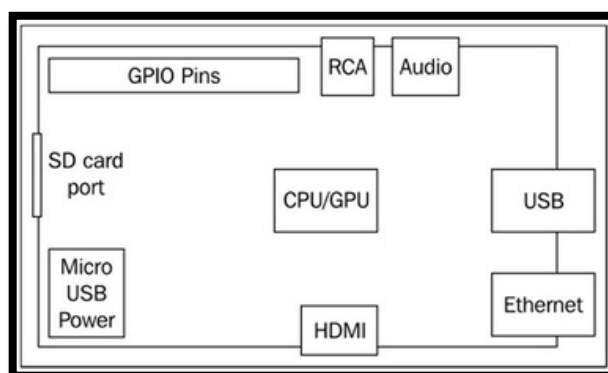 GPIO Pins
RCA
Audio
SD card
port
CPU/GPU
USB
Micro
USB
Power
HDMI
Ethernet